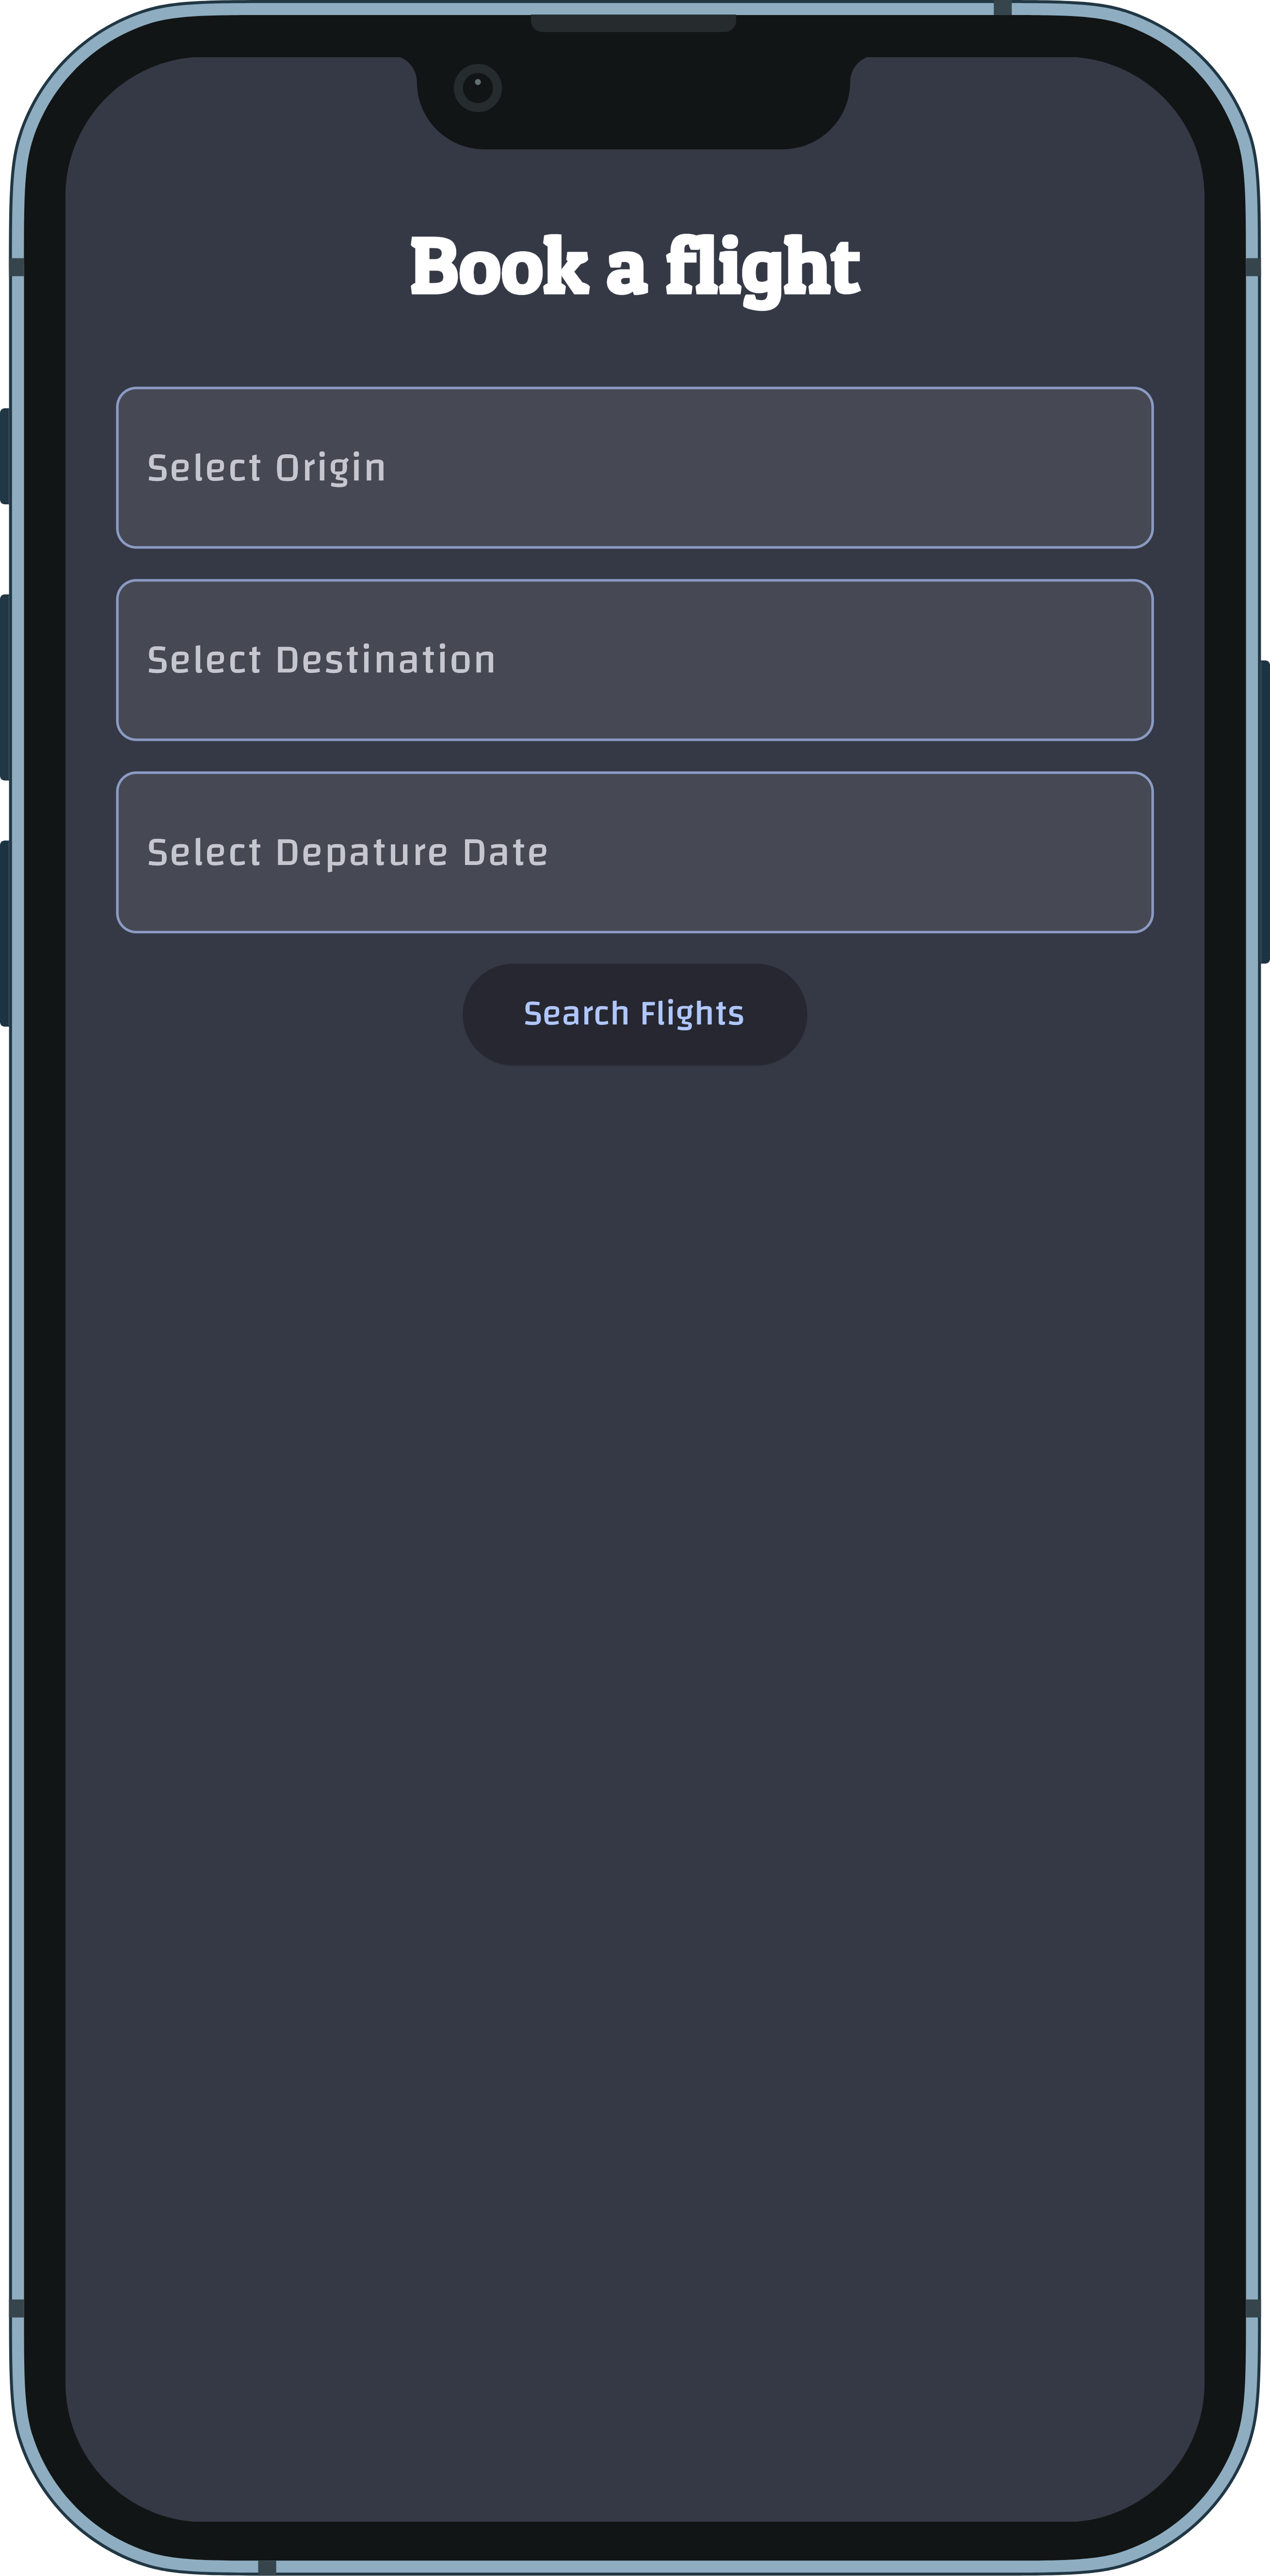 Book a flight
Select Origin
Select Destination
Select Depature Date
Search Flights